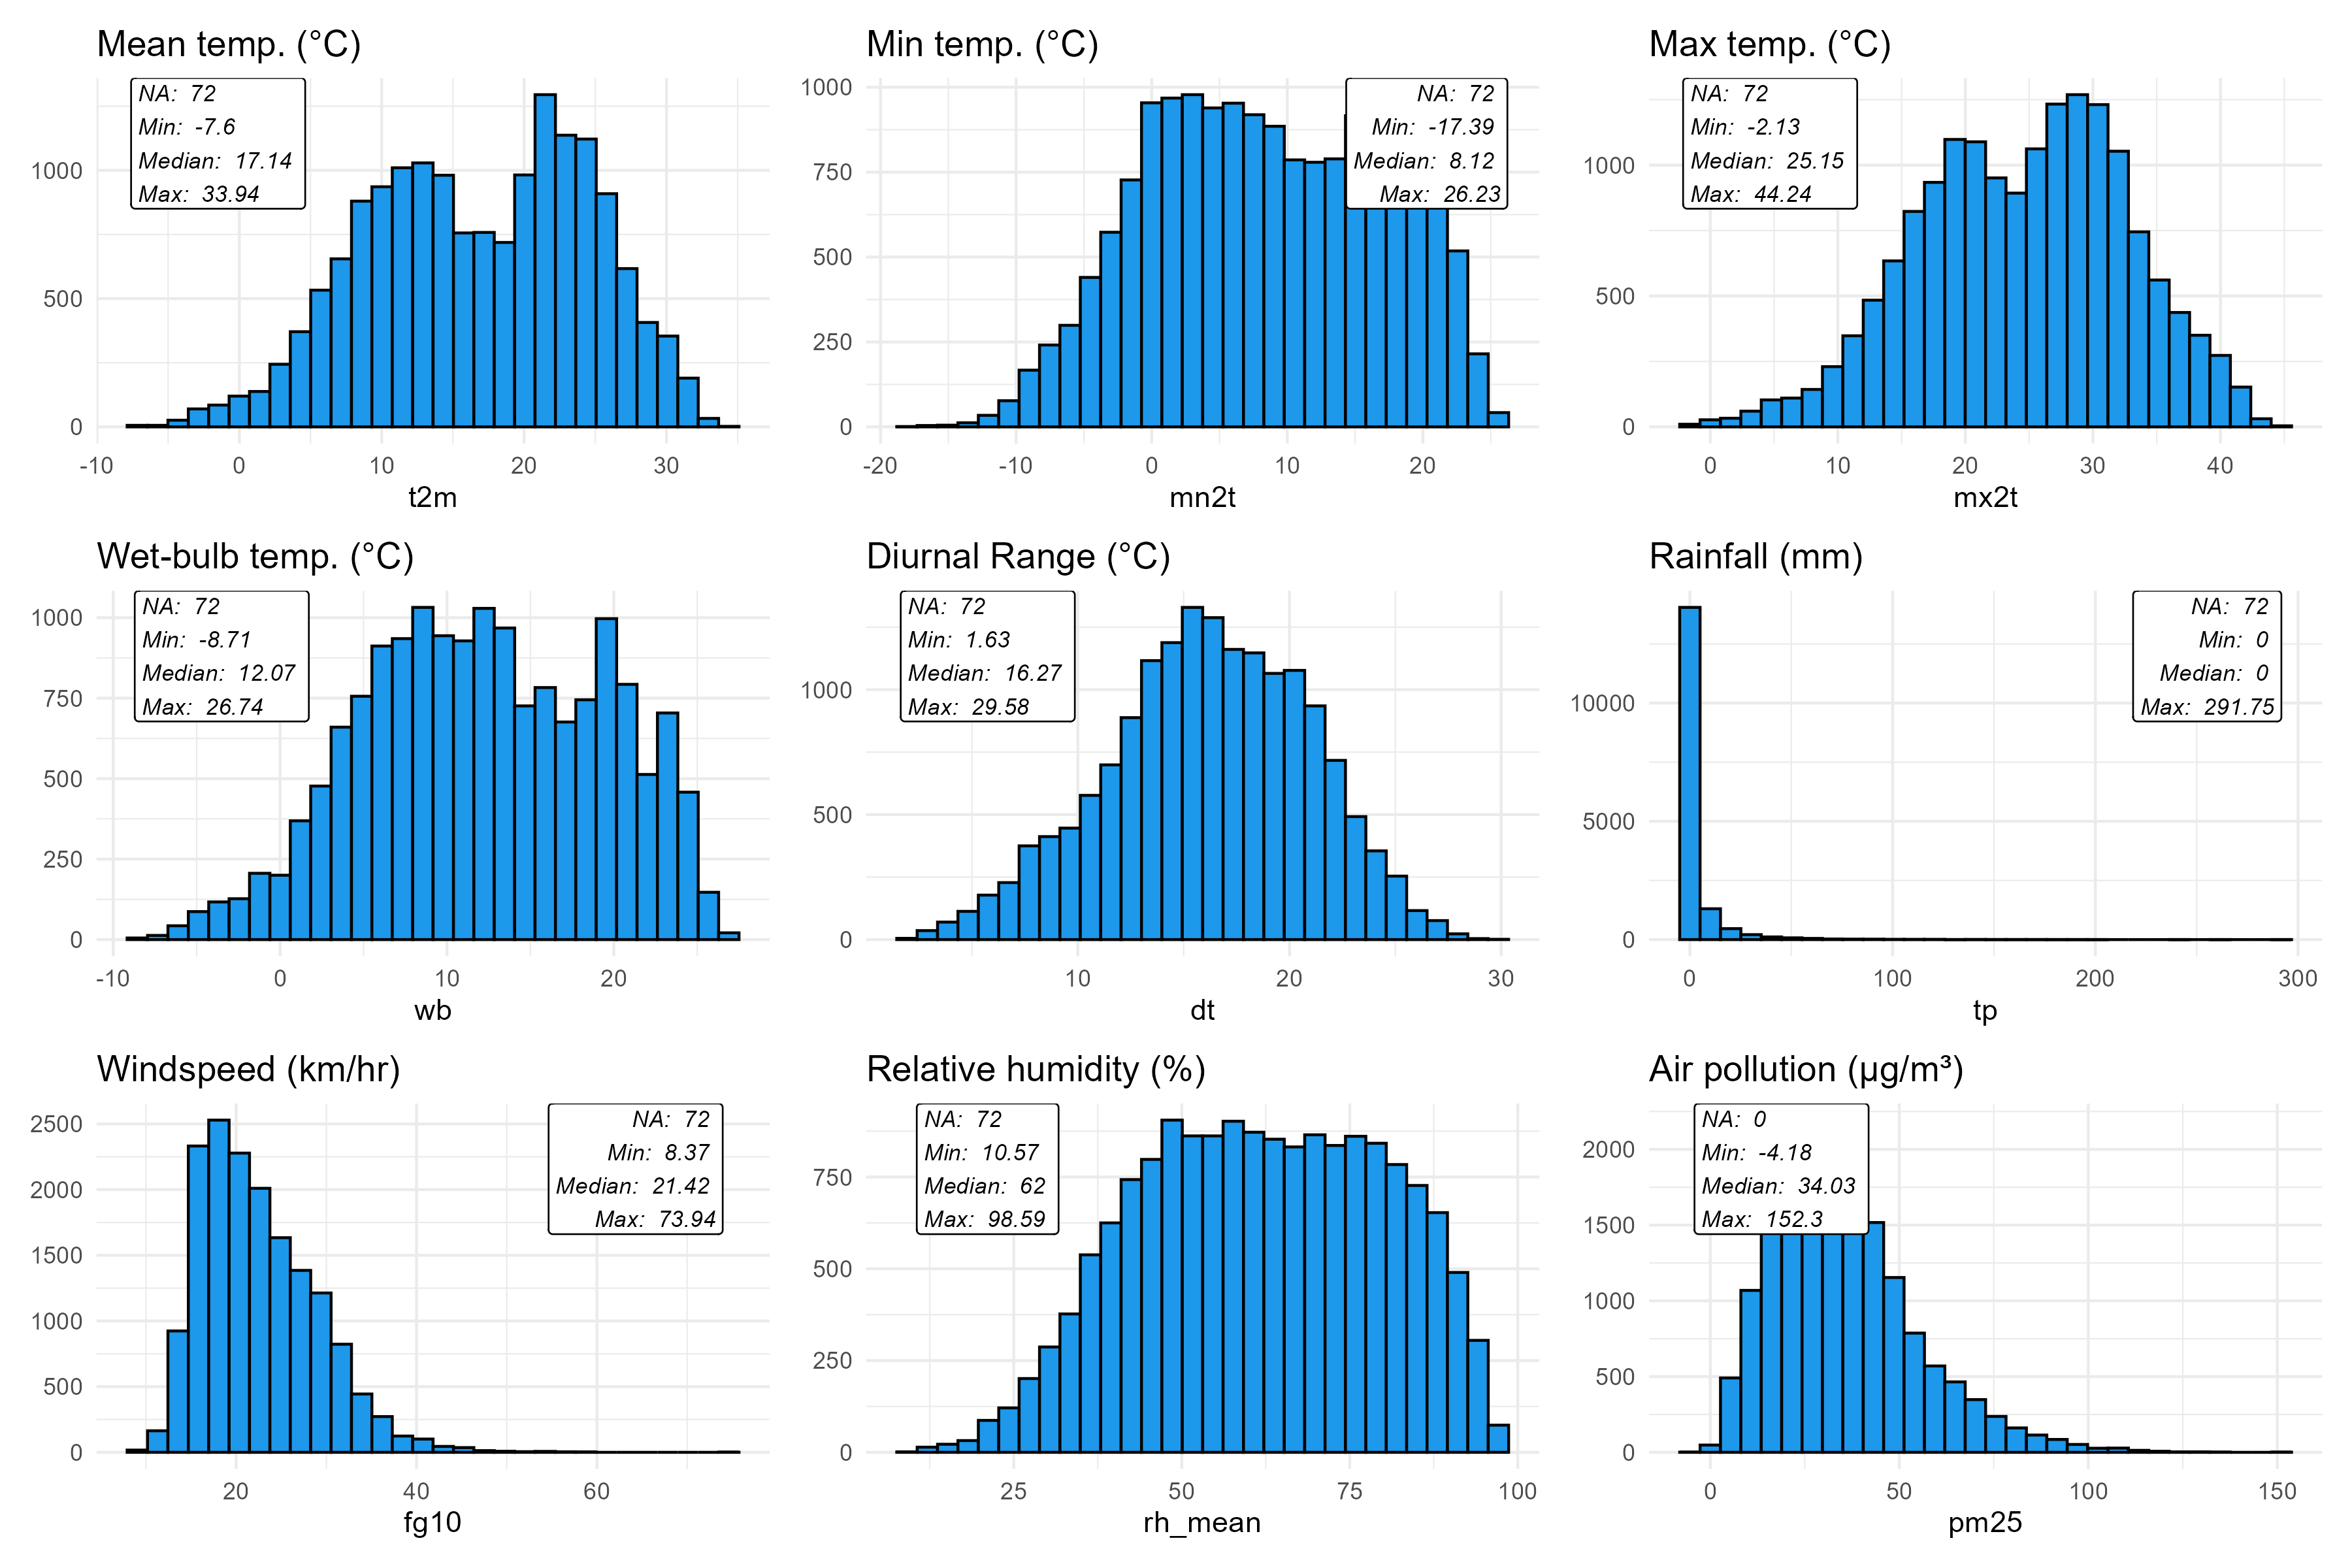 Mean temp. (°C)
NA: 72
Min: -7.6
Median: 17.14
Max: 33.94
1000
500
0
-10 0 10 20 30
t2m
Min temp. (°C)
NA: 72
Min: -17.39
Median: 8.12
Max: 26.23
1000
750
500
250
0
-20 -10 0 10 20
mn2t
Max temp. (°C)
NA: 72
Min: -2.13
Median: 25.15
Max: 44.24
1000
500
0
0 10 20 30 40
mx2t
Wet-bulb temp. (°C)
NA: 72
Min: -8.71
Median: 12.07
Max: 26.74
1000
750
500
250
0
-10 0 10 20
wb
Diurnal Range (°C)
NA: 72
Min: 1.63
Median: 16.27
Max: 29.58
1000
500
0
10 20 30
dt
Rainfall (mm)
NA: 72
Min: 0
Median: 0
Max: 291.75
10000
5000
0
0 100 200 300
tp
Windspeed (km/hr)
NA: 72
Min: 8.37
Median: 21.42
Max: 73.94
2500
2000
1500
1000
500
0
20 40 60
fg10
Relative humidity (%)
NA: 72
Min: 10.57
Median: 62
Max: 98.59
750
500
250
0
25 50 75 100
rh_mean
Air pollution (µg/m³)
NA: 0
Min: -4.18
Median: 34.03
Max: 152.3
2000
1500
1000
500
0
0 50 100 150
pm25